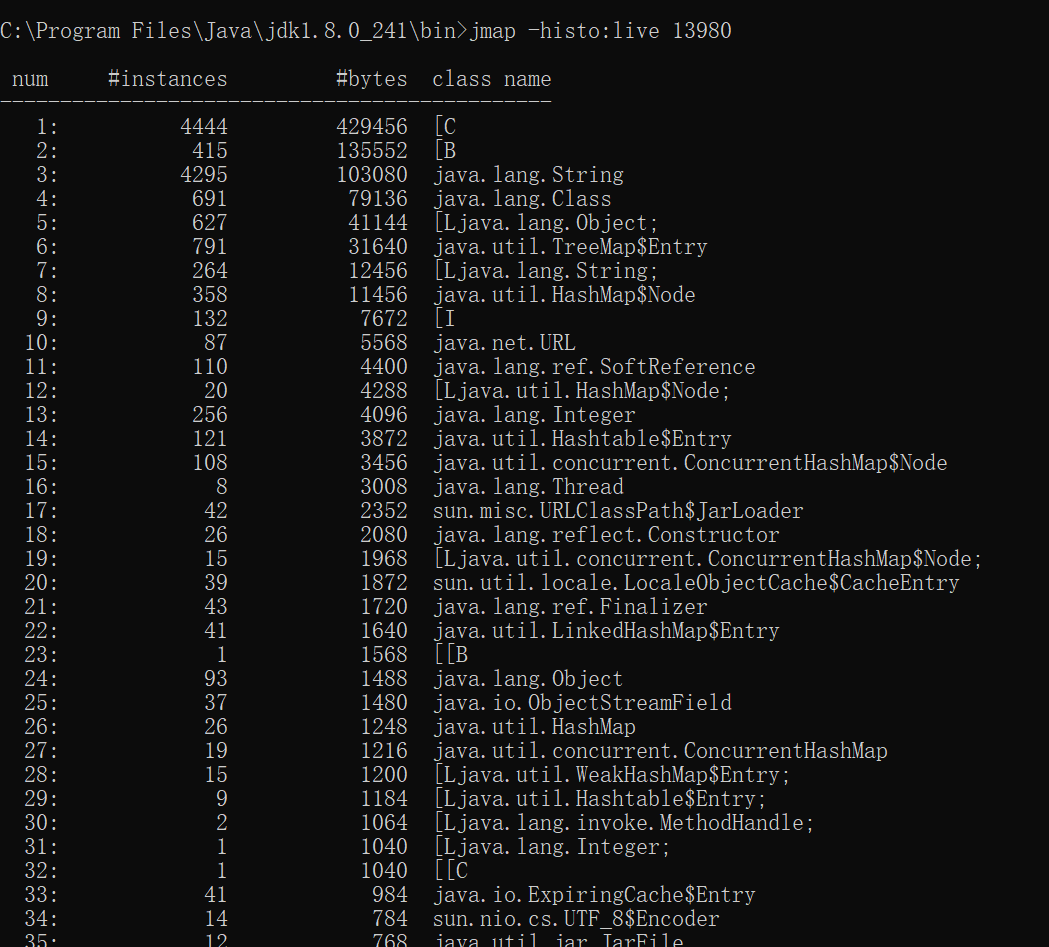 C:\Program Files\Java\jdk1.8.0_241\bin>jmap -histo:live 13980
num #instances #bytes class name
----------------------------------------------
1: 4444 429456 [C
2: 415 135552 [B
3: 4295 103080 java.lang.String
4: 691 79136 java.lang.Class
5: 627 41144 [Ljava.lang.Object;
6: 791 31640 java.util.TreeMap$Entry
7: 264 12456 [Ljava.lang.String;
8: 358 11456 java.util.HashMap$Node
9: 132 7672 [I
10: 87 5568 java.net.URL
11: 110 4400 java.lang.ref.SoftReference
12: 20 4288 [Ljava.util.HashMap$Node;
13: 256 4096 java.lang.Integer
14: 121 3872 java.util.Hashtable$Entry
15: 108 3456 java.util.concurrent.ConcurrentHashMap$Node
16: 8 3008 java.lang.Thread
17: 42 2352 sun.misc.URLClassPath$JarLoader
18: 26 2080 java.lang.reflect.Constructor
19: 15 1968 [Ljava.util.concurrent.ConcurrentHashMap$Node;
20: 39 1872 sun.util.locale.LocaleObjectCache$CacheEntry
21: 43 1720 java.lang.ref.Finalizer
22: 41 1640 java.util.LinkedHashMap$Entry
23: 1 1568 [[B
24: 93 1488 java.lang.Object
25: 37 1480 java.io.ObjectStreamField
26: 26 1248 java.util.HashMap
27: 19 1216 java.util.concurrent.ConcurrentHashMap
28: 15 1200 [Ljava.util.WeakHashMap$Entry;
29: 9 1184 [Ljava.util.Hashtable$Entry;
30: 2 1064 [Ljava.lang.invoke.MethodHandle;
31: 1 1040 [Ljava.lang.Integer;
32: 1 1040 [[C
33: 41 984 java.io.ExpiringCache$Entry
34: 14 784 sun.nio.cs.UTF_8$Encoder
35: 12 768 java.util.jar.JarFile